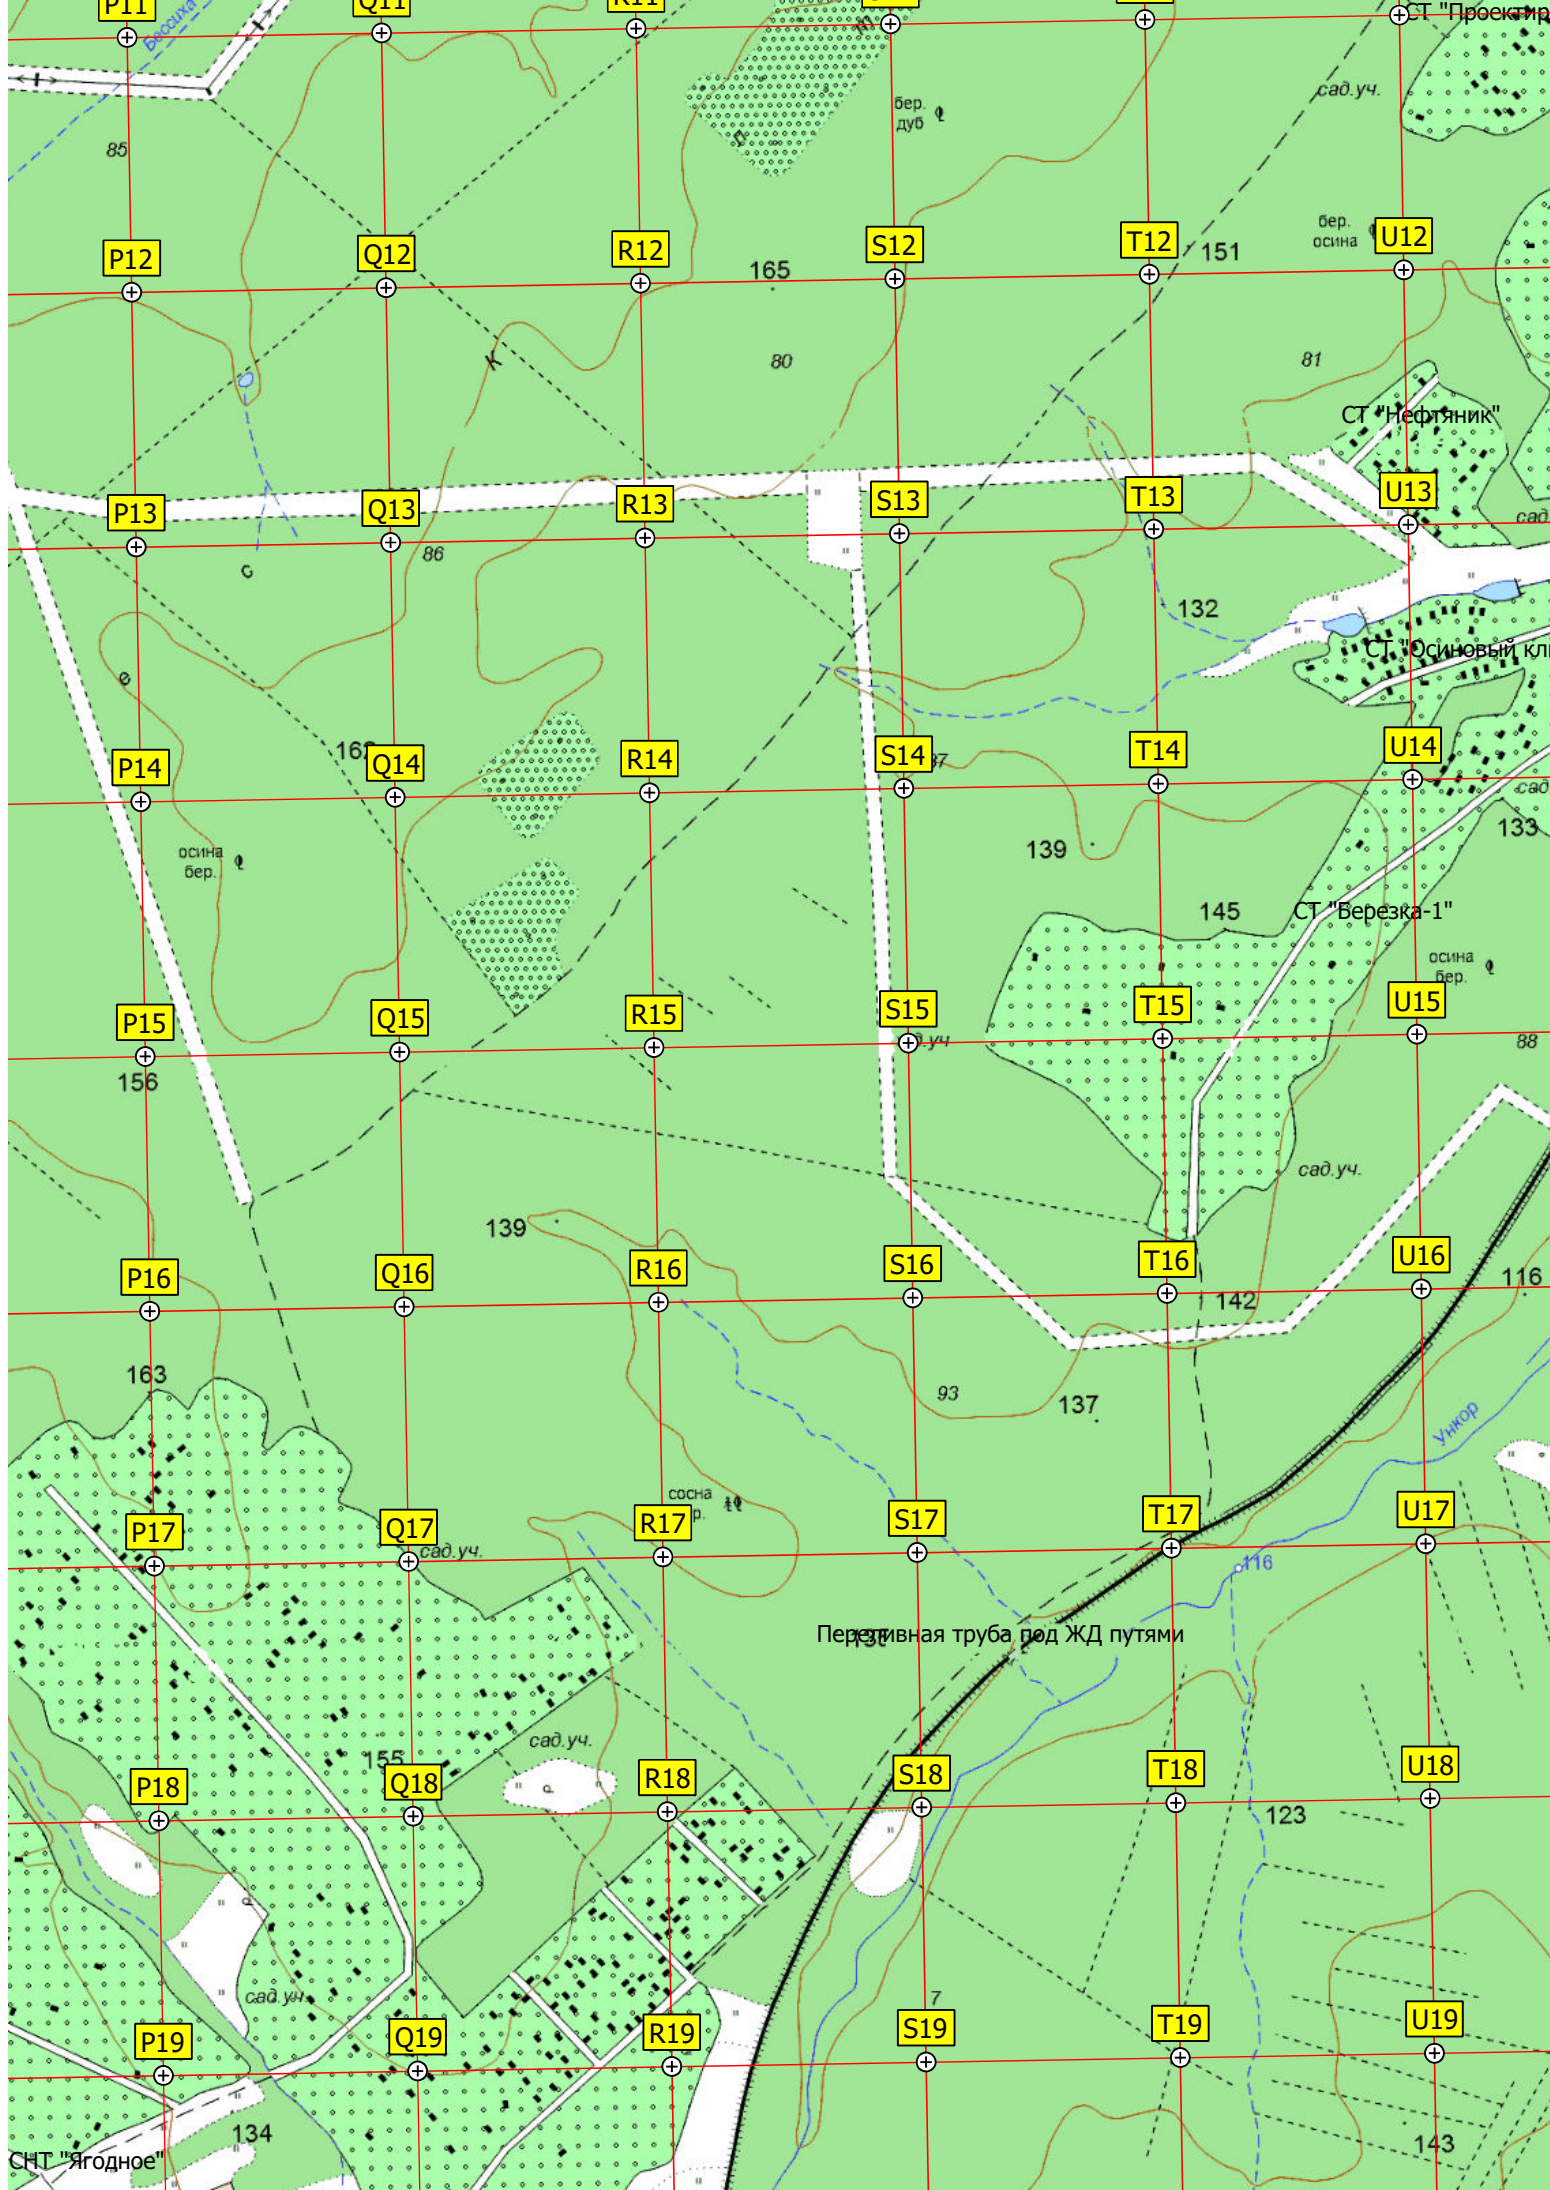 P11
Q11
R11
СТ "Проектир
Бессиха
сад.уч.
бер.
дуб
85
P12
Q12
R12
S12
T12
151
бер.
осина
U12
165
К
80
81
СТ "Нефтяник"
P13
Q13
R13
S13
T13
U13
сад.
86
с
132
СТ "Осиновый кл
е
P14
Q14
R14
S14
T14
U14
сад
133
139
осина
бер.
145
СТ "Березка-1"
осина
бер.
P15
Q15
R15
S15
T15
U15
88
156
сад.уч.
139
P16
Q16
R16
S16
T16
U16
116
142
163
93
137
Ункор
сосна
P17
Q17
R17
S17
T17
U17
сад.уч.
116
Переливная труба под ЖД путями
сад.уч.
155
P18
Q18
R18
S18
T18
U18
123
сад.уч.
7
P19
Q19
R19
S19
T19
U19
134
143
СНТ "Ягодное"